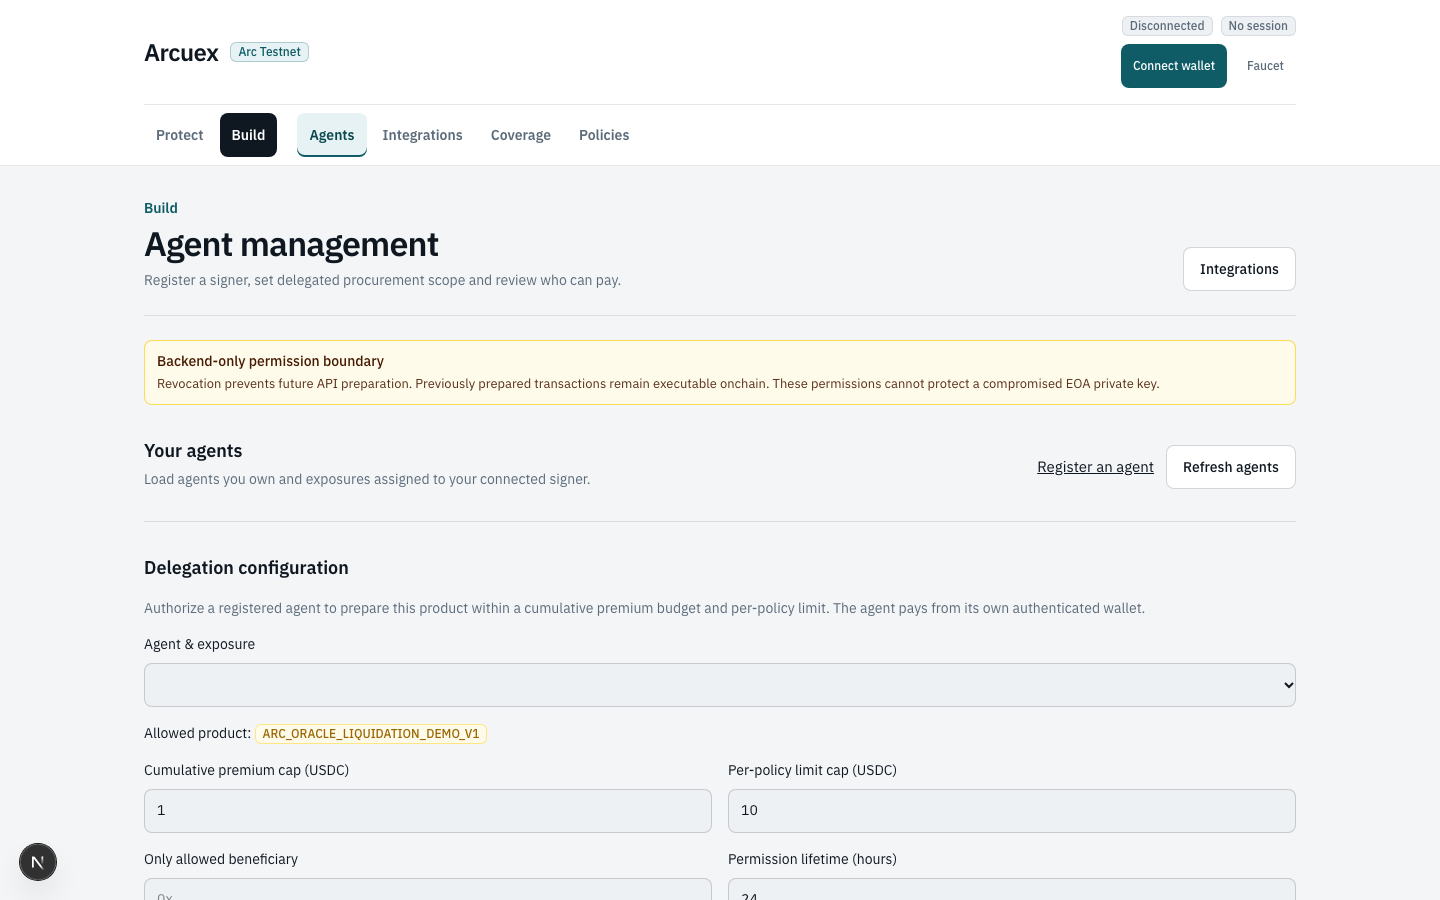 Arcuex
Arc Testnet
Disconnected
No session
Connect wallet
Faucet
Protect
Build
Agents
Integrations
Coverage
Policies
Build
Agent management
Register a signer, set delegated procurement scope and review who can pay.
Integrations
Backend-only permission boundary
Revocation prevents future API preparation. Previously prepared transactions remain executable onchain. These permissions cannot protect a compromised EOA private key.
Your agents
Load agents you own and exposures assigned to your connected signer.
Register an agent
Refresh agents
Delegation configuration
Authorize a registered agent to prepare this product within a cumulative premium budget and per-policy limit. The agent pays from its own authenticated wallet.
Agent & exposure
Allowed product: ARC_ORACLE_LIQUIDATION_DEMO_V1
Cumulative premium cap (USDC)
Per-policy limit cap (USDC)
1
10
Only allowed beneficiary
Permission lifetime (hours)
0x
24
N